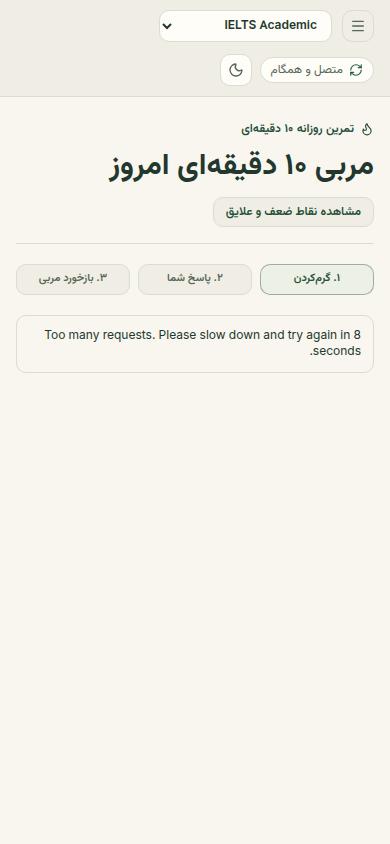 IELTS Academic
متصل و همگام
تمرین روزانه ۱۰ دقیقه‌ای
مربی ۱۰ دقیقه‌ای امروز
مشاهده نقاط ضعف و علایق
۱. گرم‌کردن
۲. پاسخ شما
۳. بازخورد مربی
Too many requests. Please slow down and try again in 8
seconds.